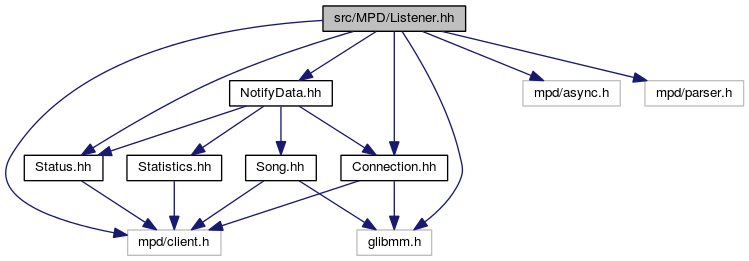 src/MPD/Listener.hh
NotifyData.hh
mpd/async.h
mpd/parser.h
Status.hh
Statistics.hh
Song.hh
Connection.hh
mpd/client.h
glibmm.h